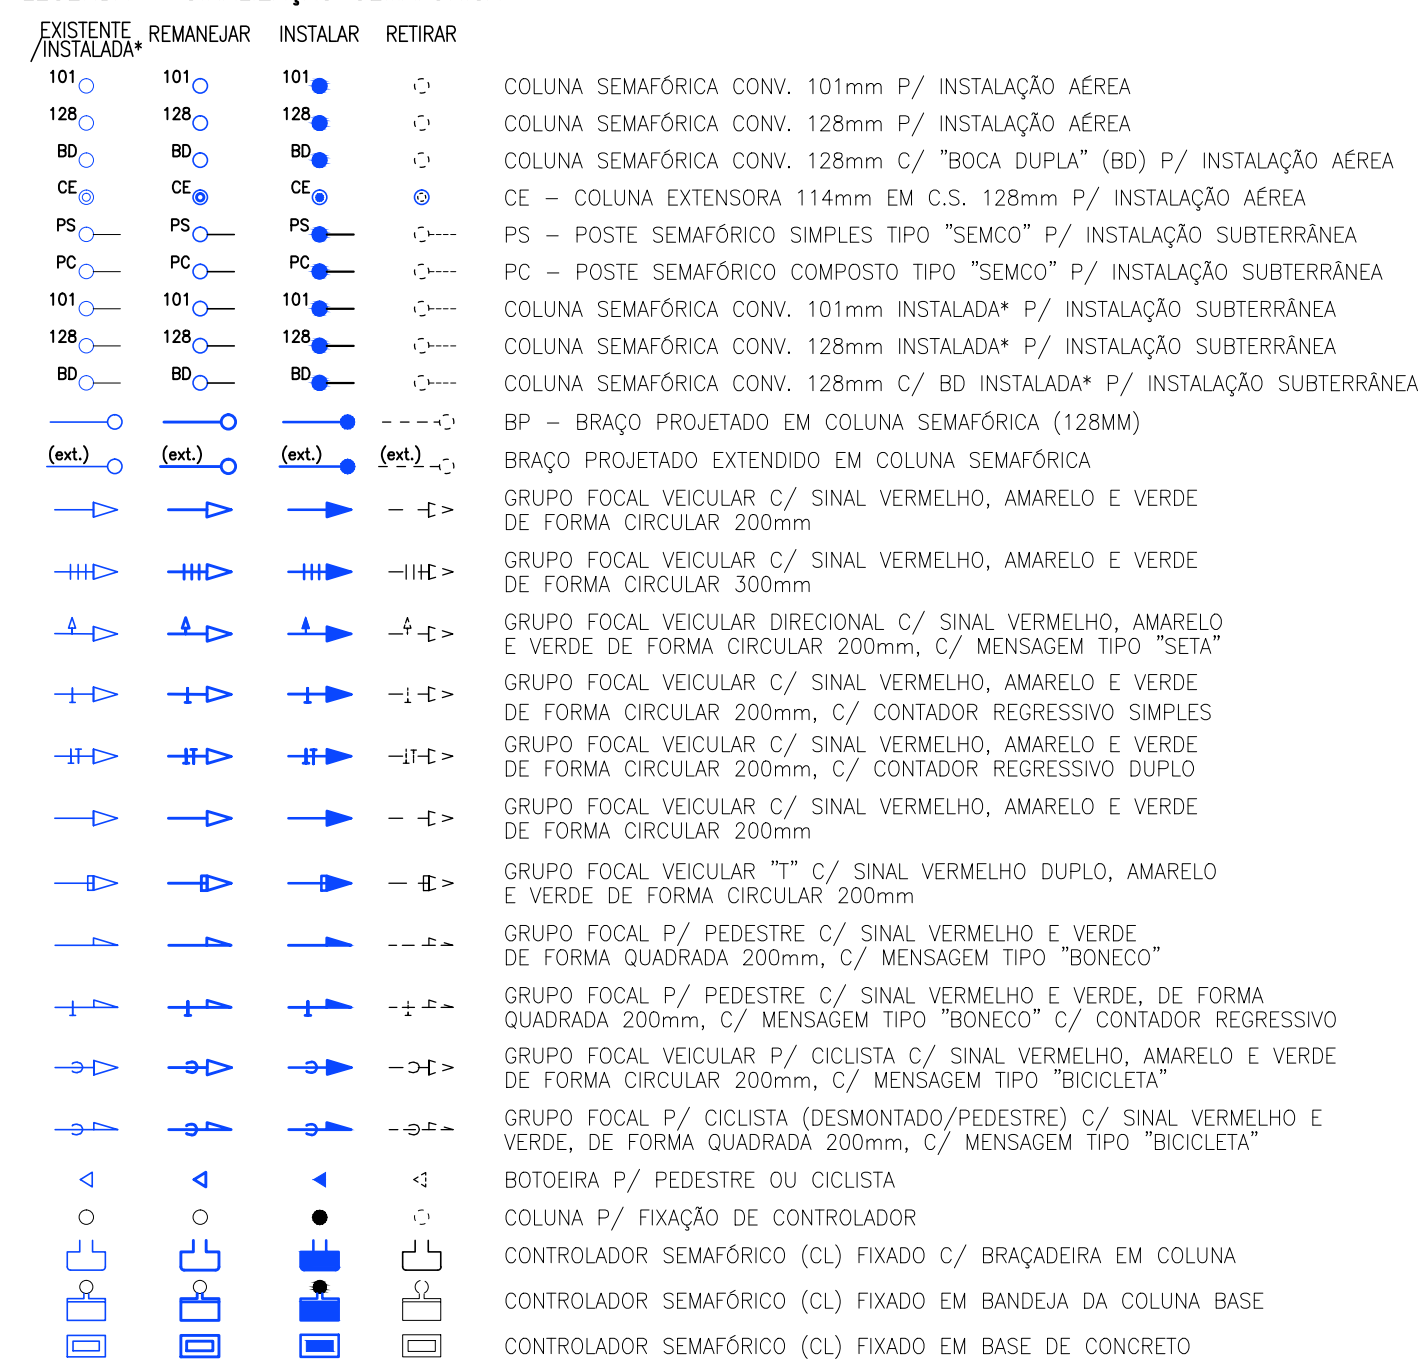 EXISTENTE
/INSTALADA* REMANEJAR INSTALAR RETIRAR
101 101 101 COLUNA SEMAFÓRICA CONV. 101mm P/ INSTALAÇÃO AÉREA
128 128 128 COLUNA SEMAFÓRICA CONV. 128mm P/ INSTALAÇÃO AÉREA
BD BD BD COLUNA SEMAFÓRICA CONV. 128mm C/ "BOCA DUPLA" (BD) P/ INSTALAÇÃO AÉREA
CE CE CE CE – COLUNA EXTENSORA 114mm EM C.S. 128mm P/ INSTALAÇÃO AÉREA
PS PS PS PS – POSTE SEMAFÓRICO SIMPLES TIPO "SEMCO" P/ INSTALAÇÃO SUBTERRÂNEA
PC PC PC PC – POSTE SEMAFÓRICO COMPOSTO TIPO "SEMCO" P/ INSTALAÇÃO SUBTERRÂNEA
101 101 101 COLUNA SEMAFÓRICA CONV. 101mm INSTALADA* P/ INSTALAÇÃO SUBTERRÂNEA
128 128 128 COLUNA SEMAFÓRICA CONV. 128mm INSTALADA* P/ INSTALAÇÃO SUBTERRÂNEA
BD BD BD COLUNA SEMAFÓRICA CONV. 128mm C/ BD INSTALADA* P/ INSTALAÇÃO SUBTERRÂNEA
BP – BRAÇO PROJETADO EM COLUNA SEMAFÓRICA (128MM)
(ext.) (ext.) (ext.) (ext.) BRAÇO PROJETADO EXTENDIDO EM COLUNA SEMAFÓRICA
GRUPO FOCAL VEICULAR C/ SINAL VERMELHO, AMARELO E VERDE
DE FORMA CIRCULAR 200mm
GRUPO FOCAL VEICULAR C/ SINAL VERMELHO, AMARELO E VERDE
DE FORMA CIRCULAR 300mm
GRUPO FOCAL VEICULAR DIRECIONAL C/ SINAL VERMELHO, AMARELO
E VERDE DE FORMA CIRCULAR 200mm, C/ MENSAGEM TIPO "SETA"
GRUPO FOCAL VEICULAR C/ SINAL VERMELHO, AMARELO E VERDE
DE FORMA CIRCULAR 200mm, C/ CONTADOR REGRESSIVO SIMPLES
GRUPO FOCAL VEICULAR C/ SINAL VERMELHO, AMARELO E VERDE
DE FORMA CIRCULAR 200mm, C/ CONTADOR REGRESSIVO DUPLO
GRUPO FOCAL VEICULAR C/ SINAL VERMELHO, AMARELO E VERDE
DE FORMA CIRCULAR 200mm
GRUPO FOCAL VEICULAR "T" C/ SINAL VERMELHO DUPLO, AMARELO
E VERDE DE FORMA CIRCULAR 200mm
GRUPO FOCAL P/ PEDESTRE C/ SINAL VERMELHO E VERDE
DE FORMA QUADRADA 200mm, C/ MENSAGEM TIPO "BONECO"
GRUPO FOCAL P/ PEDESTRE C/ SINAL VERMELHO E VERDE, DE FORMA
QUADRADA 200mm, C/ MENSAGEM TIPO "BONECO" C/ CONTADOR REGRESSIVO
GRUPO FOCAL VEICULAR P/ CICLISTA C/ SINAL VERMELHO, AMARELO E VERDE
DE FORMA CIRCULAR 200mm, C/ MENSAGEM TIPO "BICICLETA"
GRUPO FOCAL P/ CICLISTA (DESMONTADO/PEDESTRE) C/ SINAL VERMELHO E
VERDE, DE FORMA QUADRADA 200mm, C/ MENSAGEM TIPO "BICICLETA"
BOTOEIRA P/ PEDESTRE OU CICLISTA
COLUNA P/ FIXAÇÃO DE CONTROLADOR
CONTROLADOR SEMAFÓRICO (CL) FIXADO C/ BRAÇADEIRA EM COLUNA
CONTROLADOR SEMAFÓRICO (CL) FIXADO EM BANDEJA DA COLUNA BASE
CONTROLADOR SEMAFÓRICO (CL) FIXADO EM BASE DE CONCRETO